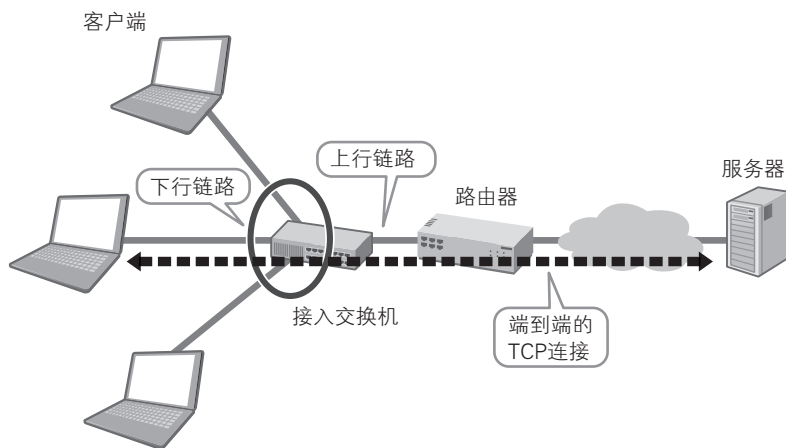 客户端
上行链路
服务器
下行链路
路由器
接入交换机
端到端的
TCP连接